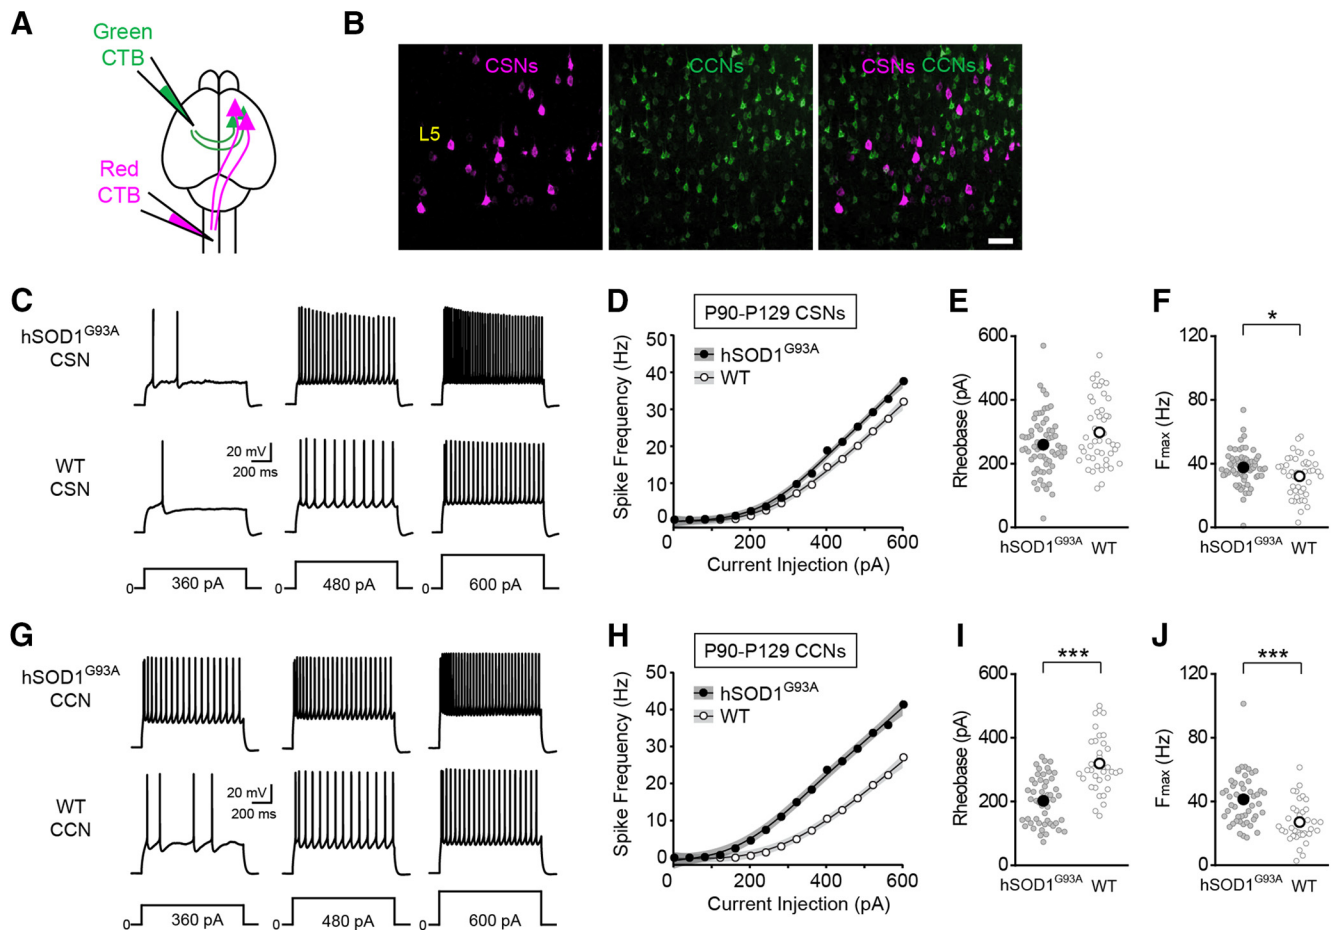 A
Green
CTB
Red
CTB
B
CSNs
CCNs
CSNs CCNs
L5
C
hSOD1G93A
CSN
WT
CSN
20 mV
200 ms
0
360 pA
0
480 pA
0
600 pA
D
P90-P129 CSNs
hSOD1G93A
WT
Spike Frequency (Hz)
50
40
30
20
10
0
0
200
400
600
Current Injection (pA)
E
Rheobase (pA)
600
400
200
0
hSOD1G93A
WT
F
*
Fmax (Hz)
120
80
40
0
hSOD1G93A
WT
G
hSOD1G93A
CCN
WT
CCN
20 mV
200 ms
0
360 pA
0
480 pA
0
600 pA
H
P90-P129 CCNs
hSOD1G93A
WT
Spike Frequency (Hz)
50
40
30
20
10
0
0
200
400
600
Current Injection (pA)
I
***
Rheobase (pA)
600
400
200
0
hSOD1G93A
WT
J
***
Fmax (Hz)
120
80
40
0
hSOD1G93A
WT